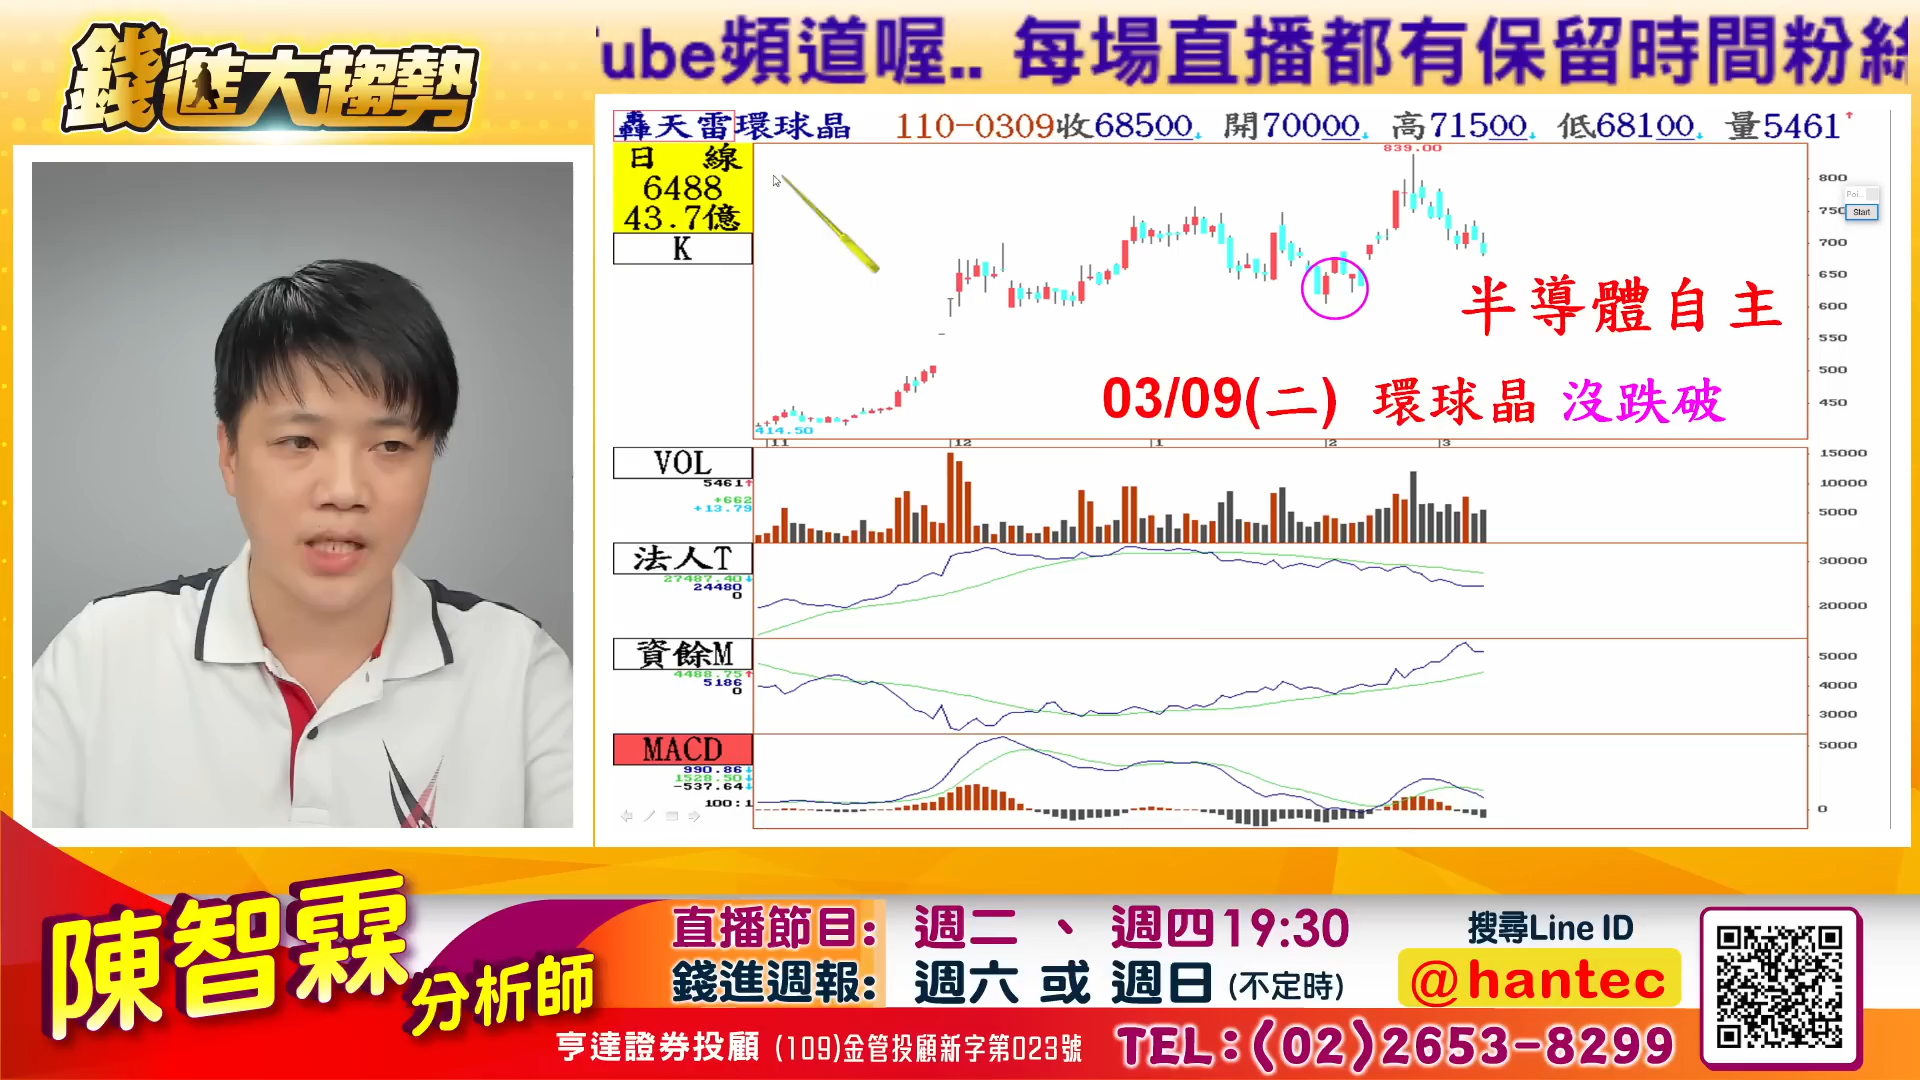 錢進大趨勢
Tube頻道喔.. 每場直播都有保留時間粉絲
轟天雷環球晶 110-0309收68500 開70000 高71500 低68100 量5461↑
日 線
6488
43.7億
K
839.00
800
750
700
650
600
550
500
450
Poi...
Start
半導體自主
03/09(二) 環球晶 沒跌破
414.50
11 12 1 2 3
VOL
5461↑
+662
+13.79
15000
10000
5000
法人T
27487.40↓
24480
0
30000
20000
資餘M
4488.75↑
5186
0
5000
4000
3000
MACD
990.86↓
1528.50↓
-537.64↓
100:1
5000
0
陳智霖 分析師
直播節目: 週二 、 週四19:30
錢進週報: 週六 或 週日 (不定時)
搜尋Line ID
@hantec
亨達證券投顧 (109)金管投顧新字第023號
TEL:(02)2653-8299